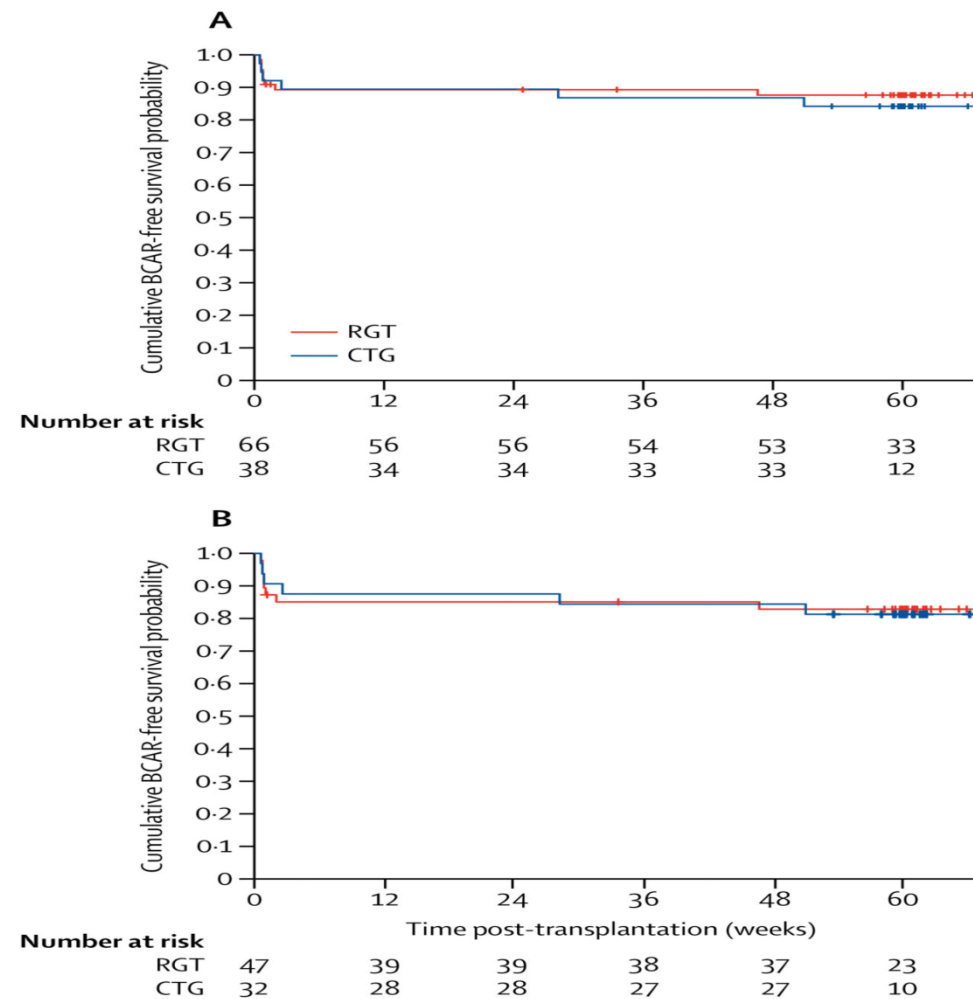 A
Cumulative BCAR-free survival probability
1·0
0·9
0·8
0·7
0·6
0·5
0·4
0·3
0·2
0·1
0
RGT
CTG
0 12 24 36 48 60
Number at risk
RGT 66 56 56 54 53 33
CTG 38 34 34 33 33 12
B
Cumulative BCAR-free survival probability
1·0
0·9
0·8
0·7
0·6
0·5
0·4
0·3
0·2
0·1
0
0 12 24 36 48 60
Time post-transplantation (weeks)
Number at risk
RGT 47 39 39 38 37 23
CTG 32 28 28 27 27 10